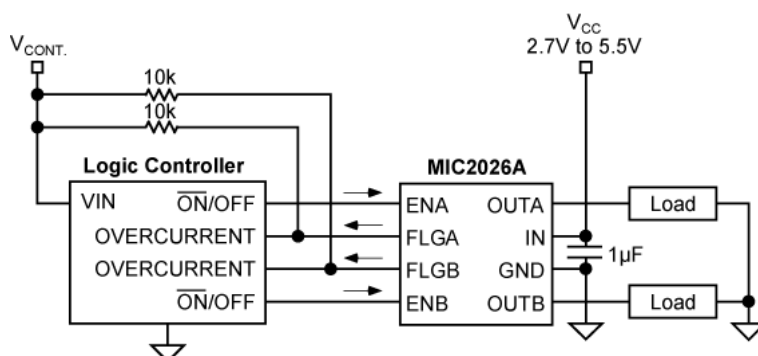 VCC
2.7V to 5.5V
VCONT.
10k
10k
Logic Controller
MIC2026A
VIN
ON/OFF
OVERCURRENT
OVERCURRENT
ON/OFF
ENA
FLGA
FLGB
ENB
OUTA
IN
GND
OUTB
Load
1µF
Load